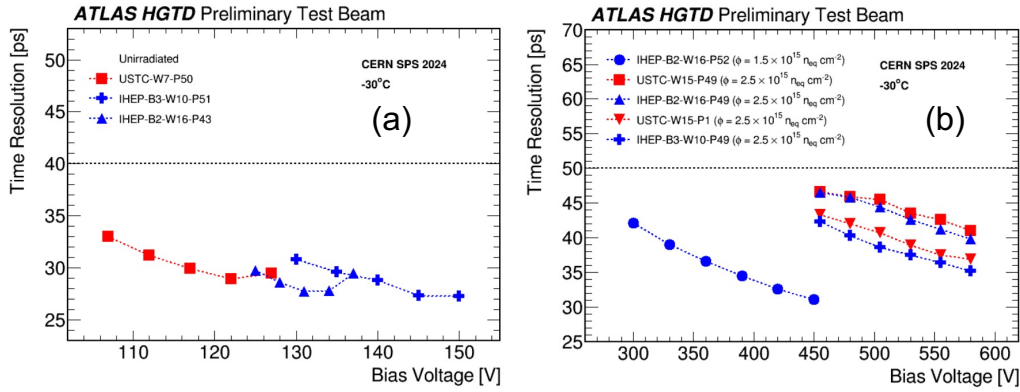 ATLAS HGTD Preliminary Test Beam
Time Resolution [ps]
50
45
40
35
30
25
Unirradiated
USTC-W7-P50
IHEP-B3-W10-P51
IHEP-B2-W16-P43
CERN SPS 2024
-30°C
(a)
110 120 130 140 150
Bias Voltage [V]
ATLAS HGTD Preliminary Test Beam
Time Resolution [ps]
70
65
60
55
50
45
40
35
30
25
IHEP-B2-W16-P52 (ϕ = 1.5 × 10¹⁵ nₑq cm⁻²)
USTC-W15-P49 (ϕ = 2.5 × 10¹⁵ nₑq cm⁻²)
IHEP-B2-W16-P49 (ϕ = 2.5 × 10¹⁵ nₑq cm⁻²)
USTC-W15-P1 (ϕ = 2.5 × 10¹⁵ nₑq cm⁻²)
IHEP-B3-W10-P49 (ϕ = 2.5 × 10¹⁵ nₑq cm⁻²)
CERN SPS 2024
-30°C
(b)
300 350 400 450 500 550 600
Bias Voltage [V]